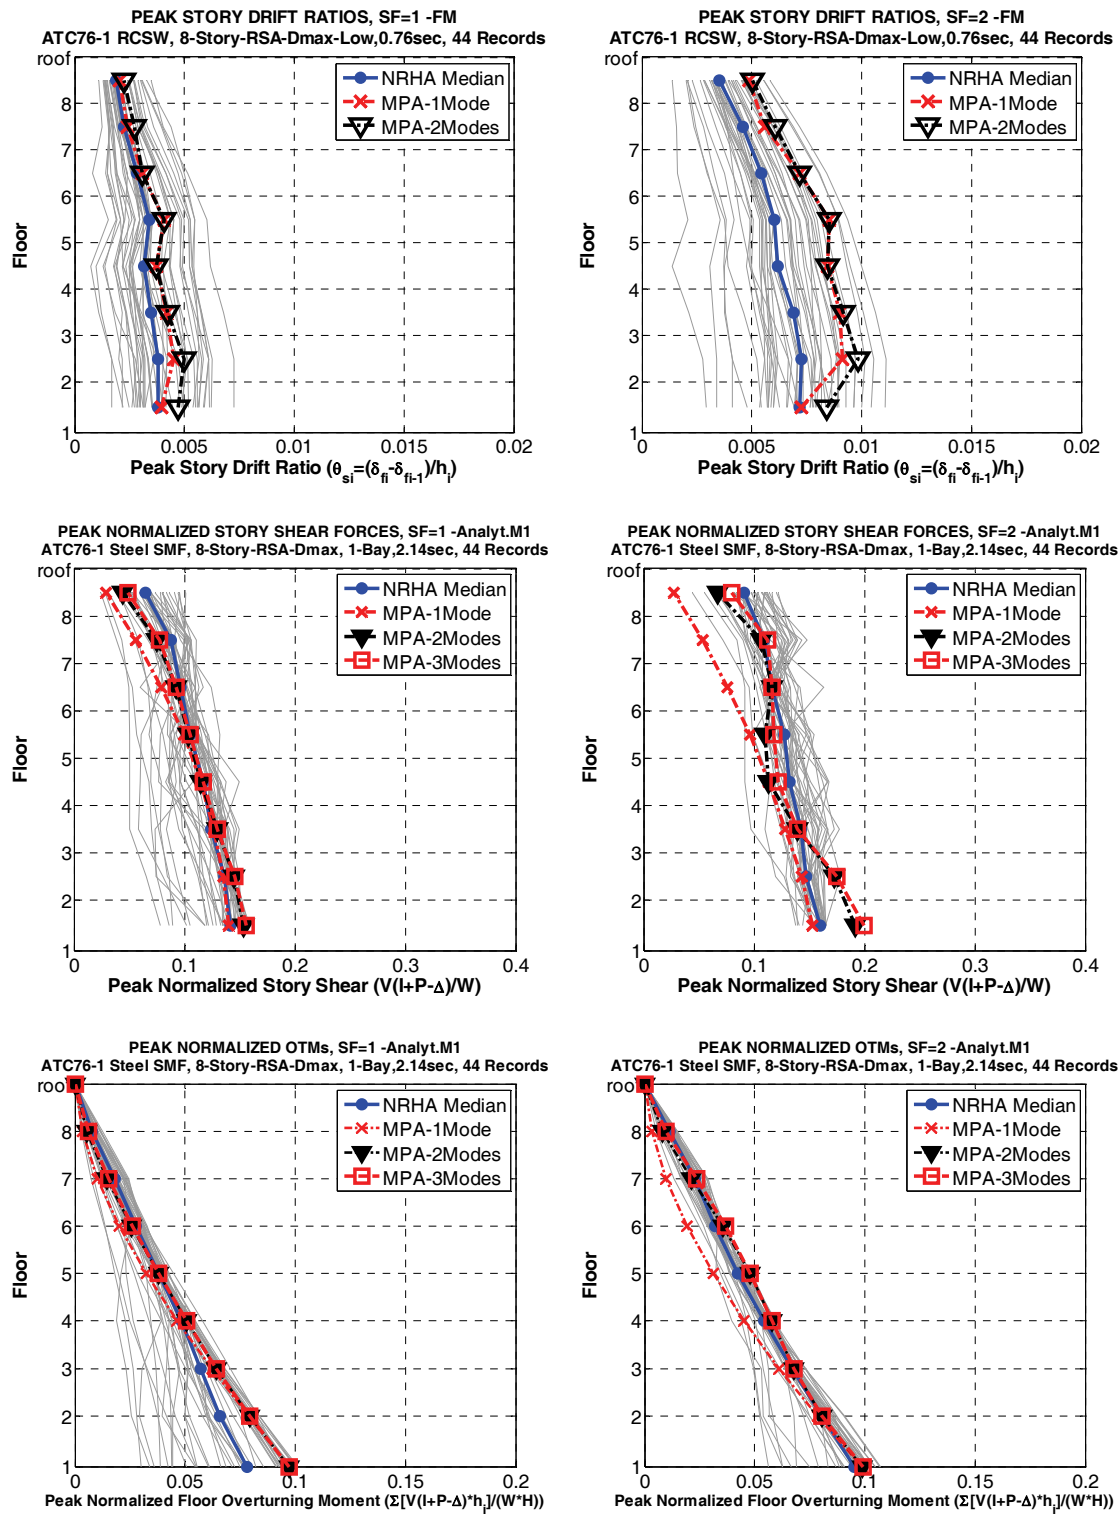 PEAK STORY DRIFT RATIOS, SF=1 -FM
ATC76-1 RCSW, 8-Story-RSA-Dmax-Low,0.76sec, 44 Records
roof
8
7
6
5
4
3
2
1
Floor
NRHA Median
MPA-1Mode
MPA-2Modes
0 0.005 0.01 0.015 0.02
Peak Story Drift Ratio (θsi=(δfi-δfi-1)/hi)
PEAK STORY DRIFT RATIOS, SF=2 -FM
ATC76-1 RCSW, 8-Story-RSA-Dmax-Low,0.76sec, 44 Records
roof
8
7
6
5
4
3
2
1
Floor
NRHA Median
MPA-1Mode
MPA-2Modes
0 0.005 0.01 0.015 0.02
Peak Story Drift Ratio (θsi=(δfi-δfi-1)/hi)
PEAK NORMALIZED STORY SHEAR FORCES, SF=1 -Analyt.M1
ATC76-1 Steel SMF, 8-Story-RSA-Dmax, 1-Bay,2.14sec, 44 Records
roof
8
7
6
5
4
3
2
1
Floor
NRHA Median
MPA-1Mode
MPA-2Modes
MPA-3Modes
0 0.1 0.2 0.3 0.4
Peak Normalized Story Shear (V(I+P-Δ)/W)
PEAK NORMALIZED STORY SHEAR FORCES, SF=2 -Analyt.M1
ATC76-1 Steel SMF, 8-Story-RSA-Dmax, 1-Bay,2.14sec, 44 Records
roof
8
7
6
5
4
3
2
1
Floor
NRHA Median
MPA-1Mode
MPA-2Modes
MPA-3Modes
0 0.1 0.2 0.3 0.4
Peak Normalized Story Shear (V(I+P-Δ)/W)
PEAK NORMALIZED OTMs, SF=1 -Analyt.M1
ATC76-1 Steel SMF, 8-Story-RSA-Dmax, 1-Bay,2.14sec, 44 Records
roof
8
7
6
5
4
3
2
1
Floor
NRHA Median
MPA-1Mode
MPA-2Modes
MPA-3Modes
0 0.05 0.1 0.15 0.2
Peak Normalized Floor Overturning Moment (Σ[V(I+P-Δ)*hi]/(W*H))
PEAK NORMALIZED OTMs, SF=2 -Analyt.M1
ATC76-1 Steel SMF, 8-Story-RSA-Dmax, 1-Bay,2.14sec, 44 Records
roof
8
7
6
5
4
3
2
1
Floor
NRHA Median
MPA-1Mode
MPA-2Modes
MPA-3Modes
0 0.05 0.1 0.15 0.2
Peak Normalized Floor Overturning Moment (Σ[V(I+P-Δ)*hi]/(W*H))